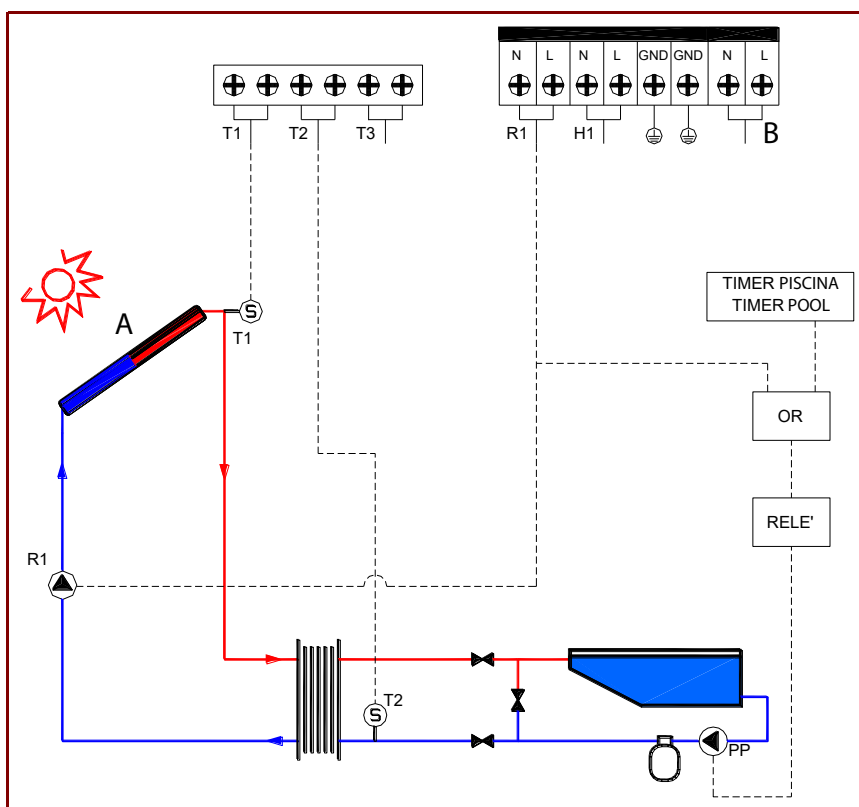 N L N L GND GND N L
T1 T2 T3
R1 H1 B
TIMER PISCINA
TIMER POOL
A
S
T1
OR
RELE'
R1
S
T2
PP